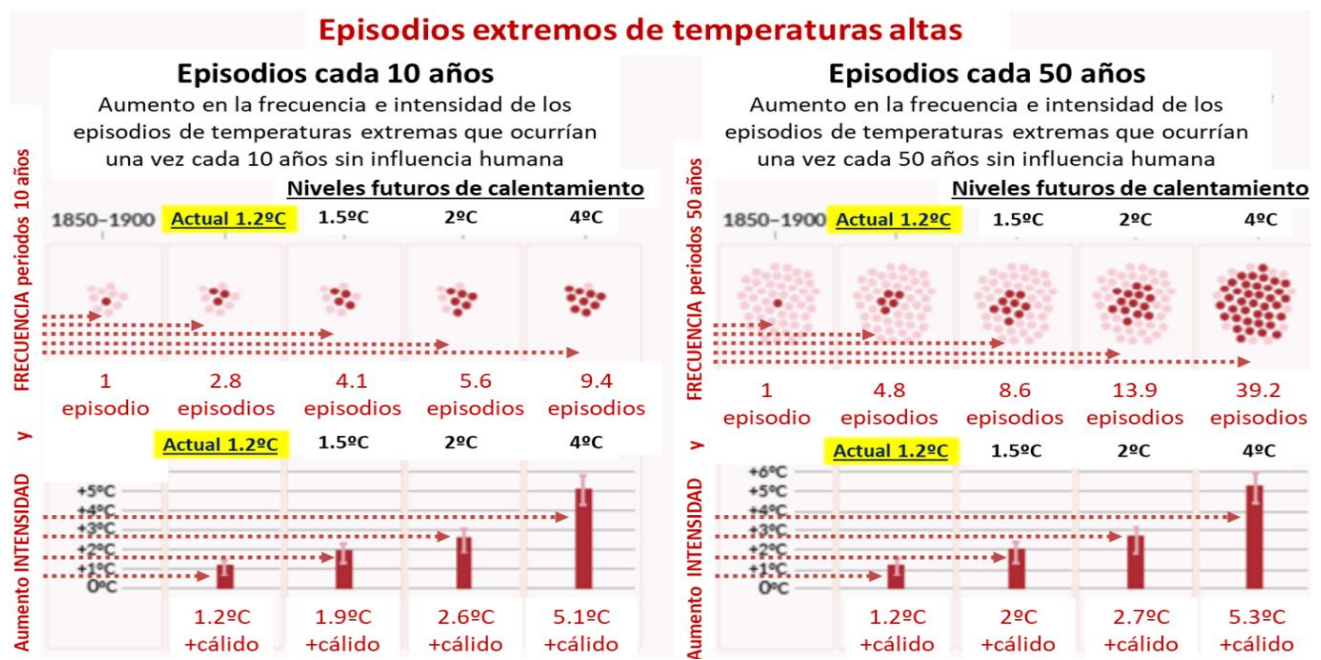 Episodios extremos de temperaturas altas
Episodios cada 10 años
Aumento en la frecuencia e intensidad de los
episodios de temperaturas extremas que ocurrían
una vez cada 10 años sin influencia humana
Niveles futuros de calentamiento
1850–1900 Actual 1.2ºC 1.5ºC 2ºC 4ºC
FRECUENCIA periodos 10 años
1 2.8 4.1 5.6 9.4
episodio episodios episodios episodios episodios
y
Actual 1.2ºC 1.5ºC 2ºC 4ºC
Aumento INTENSIDAD
+5ºC
+4ºC
+3ºC
+2ºC
+1ºC
0ºC
1.2ºC 1.9ºC 2.6ºC 5.1ºC
+cálido +cálido +cálido +cálido
Episodios cada 50 años
Aumento en la frecuencia e intensidad de los
episodios de temperaturas extremas que ocurrían
una vez cada 50 años sin influencia humana
Niveles futuros de calentamiento
1850–1900 Actual 1.2ºC 1.5ºC 2ºC 4ºC
FRECUENCIA periodos 50 años
1 4.8 8.6 13.9 39.2
episodio episodios episodios episodios episodios
y
Actual 1.2ºC 1.5ºC 2ºC 4ºC
Aumento INTENSIDAD
+6ºC
+5ºC
+4ºC
+3ºC
+2ºC
+1ºC
0ºC
1.2ºC 2ºC 2.7ºC 5.3ºC
+cálido +cálido +cálido +cálido